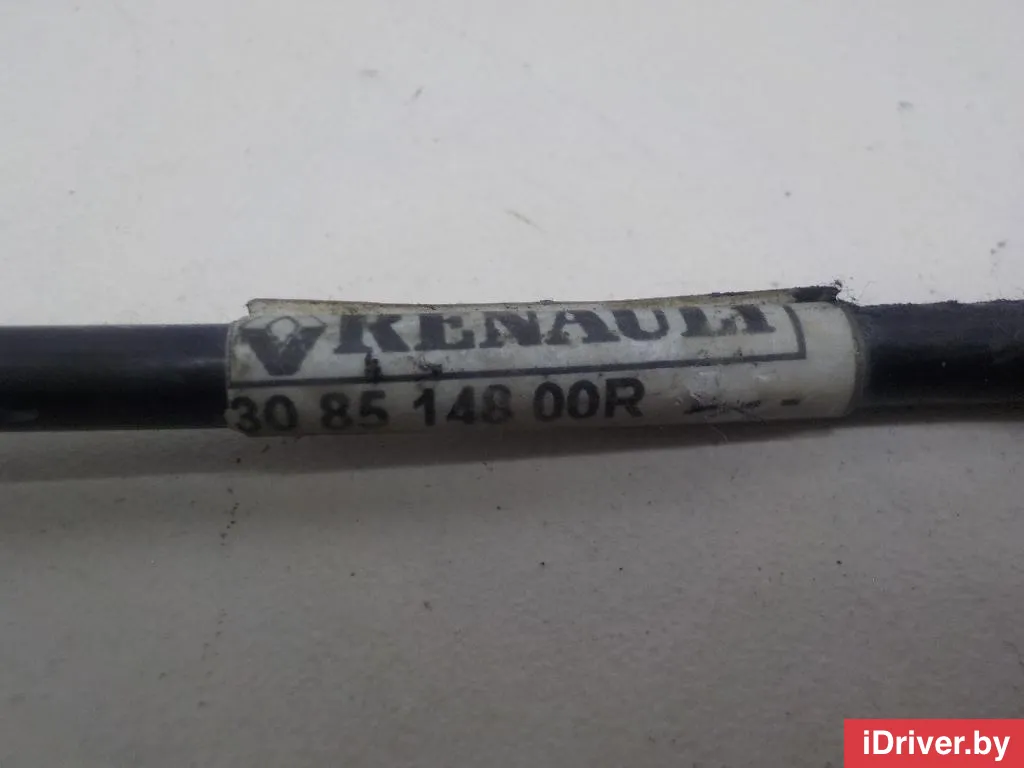 RENAULT
30 85 148 00R
iDriver.by